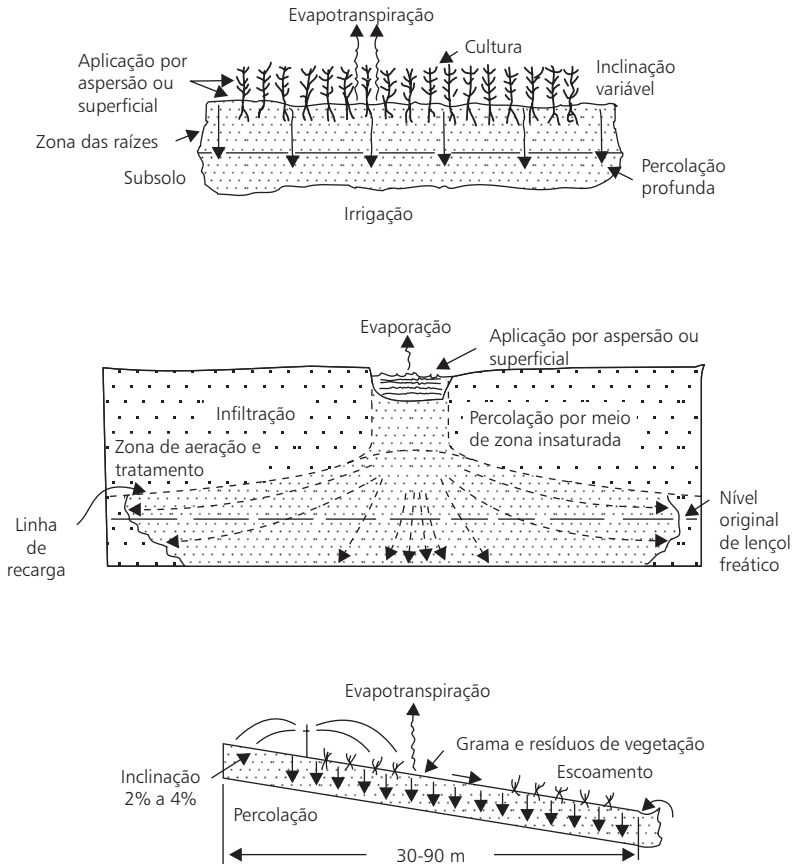 Evapotranspiração
Cultura
Aplicação por
aspersão ou
superficial
Inclinação
variável
Zona das raízes
Subsolo
Percolação
profunda
Irrigação
Evaporação
Aplicação por aspersão ou
superficial
Infiltração
Percolação por meio
de zona insaturada
Zona de aeração e
tratamento
Linha
de
recarga
Nível
original
de lençol
freático
Evapotranspiração
Grama e resíduos de vegetação
Escoamento
Inclinação
2% a 4%
Percolação
30-90 m